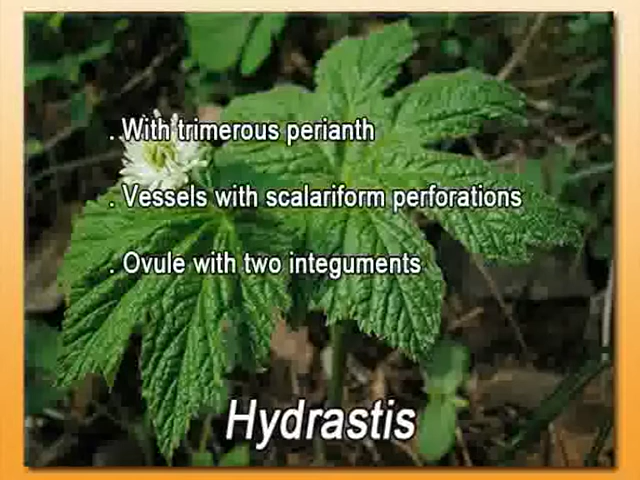 . With trimerous perianth
. Vessels with scalariform perforations
. Ovule with two integuments
Hydrastis